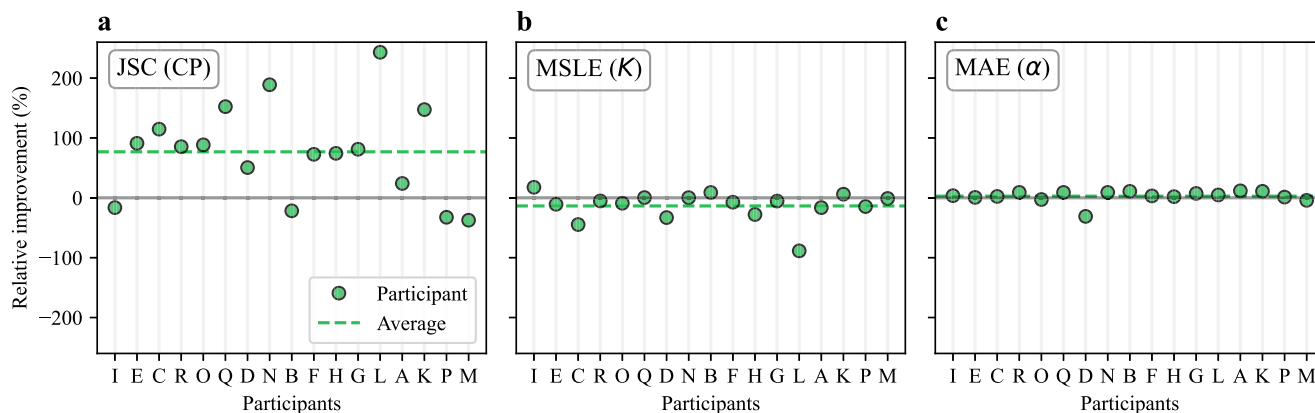 a
b
c
JSC (CP)
MSLE (K)
MAE (α)
Relative improvement (%)
200
100
0
−100
−200
Participant
Average
I E C R O Q D N B F H G L A K P M
I E C R O Q D N B F H G L A K P M
I E C R O Q D N B F H G L A K P M
Participants
Participants
Participants